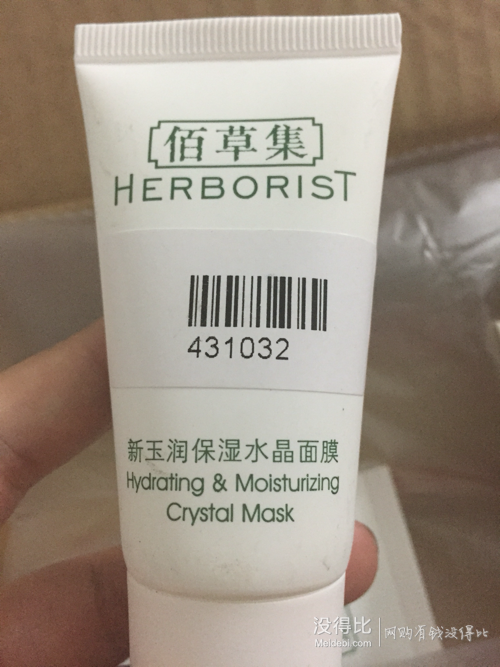 佰草集
HERBORIST
431032
新玉润保湿水晶面膜
Hydrating & Moisturizing
Crystal Mask
没得比
Meidebi.com
网购有钱没得比